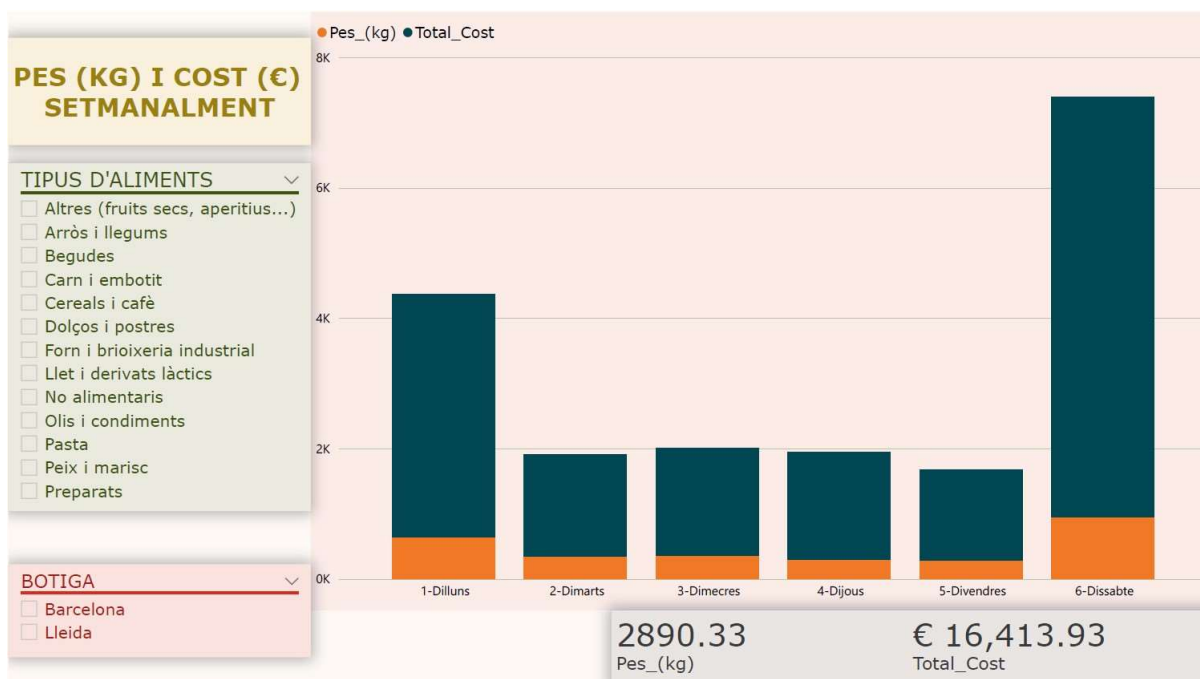 PES (KG) I COST (€)
SETMANALMENT
TIPUS D'ALIMENTS
Altres (fruits secs, aperitius...)
Arròs i llegums
Begudes
Carn i embotit
Cereals i cafè
Dolços i postres
Forn i brioixeria industrial
Llet i derivats làctics
No alimentaris
Olis i condiments
Pasta
Peix i marisc
Preparats
BOTIGA
Barcelona
Lleida
Pes_(kg) Total_Cost
8K
6K
4K
2K
0K
1-Dilluns 2-Dimarts 3-Dimecres 4-Dijous 5-Divendres 6-Dissabte
2890.33 € 16,413.93
Pes_(kg) Total_Cost